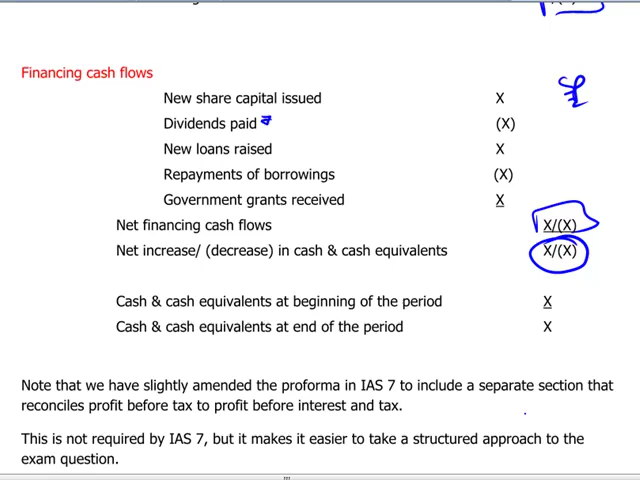 Financing cash flows
New share capital issued X
Dividends paid (X)
New loans raised X
Repayments of borrowings (X)
Government grants received X
Net financing cash flows X/(X)
Net increase/ (decrease) in cash & cash equivalents X/(X)
Cash & cash equivalents at beginning of the period X
Cash & cash equivalents at end of the period X
Note that we have slightly amended the proforma in IAS 7 to include a separate section that
reconciles profit before tax to profit before interest and tax.
This is not required by IAS 7, but it makes it easier to take a structured approach to the
exam question.